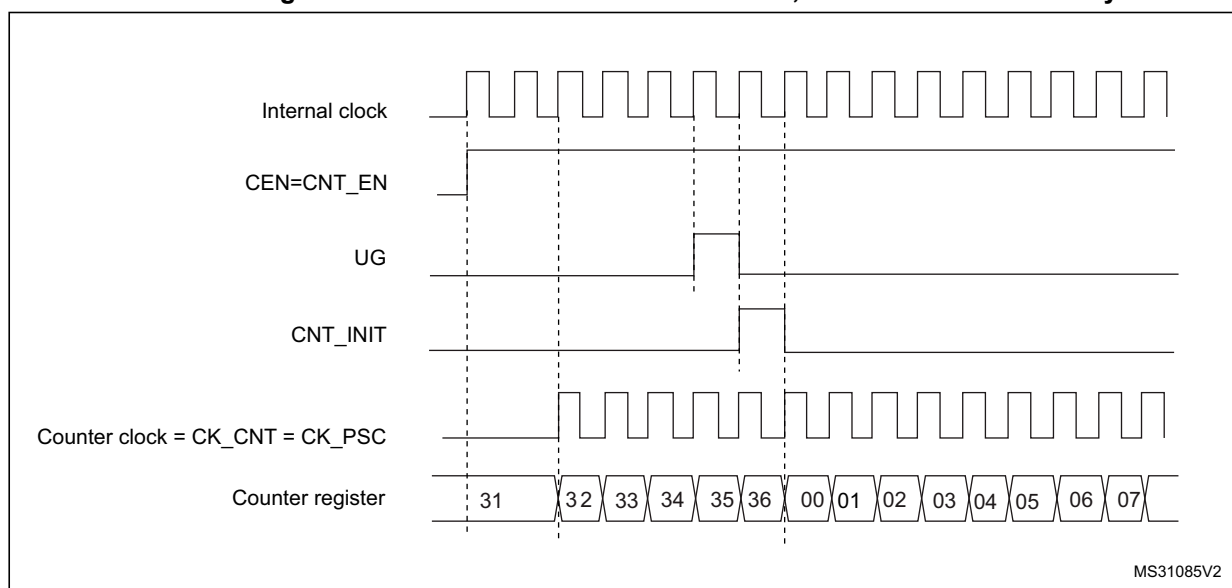 Internal clock
CEN=CNT_EN
UG
CNT_INIT
Counter clock = CK_CNT = CK_PSC
Counter register 31 32 33 34 35 36 00 01 02 03 04 05 06 07
MS31085V2